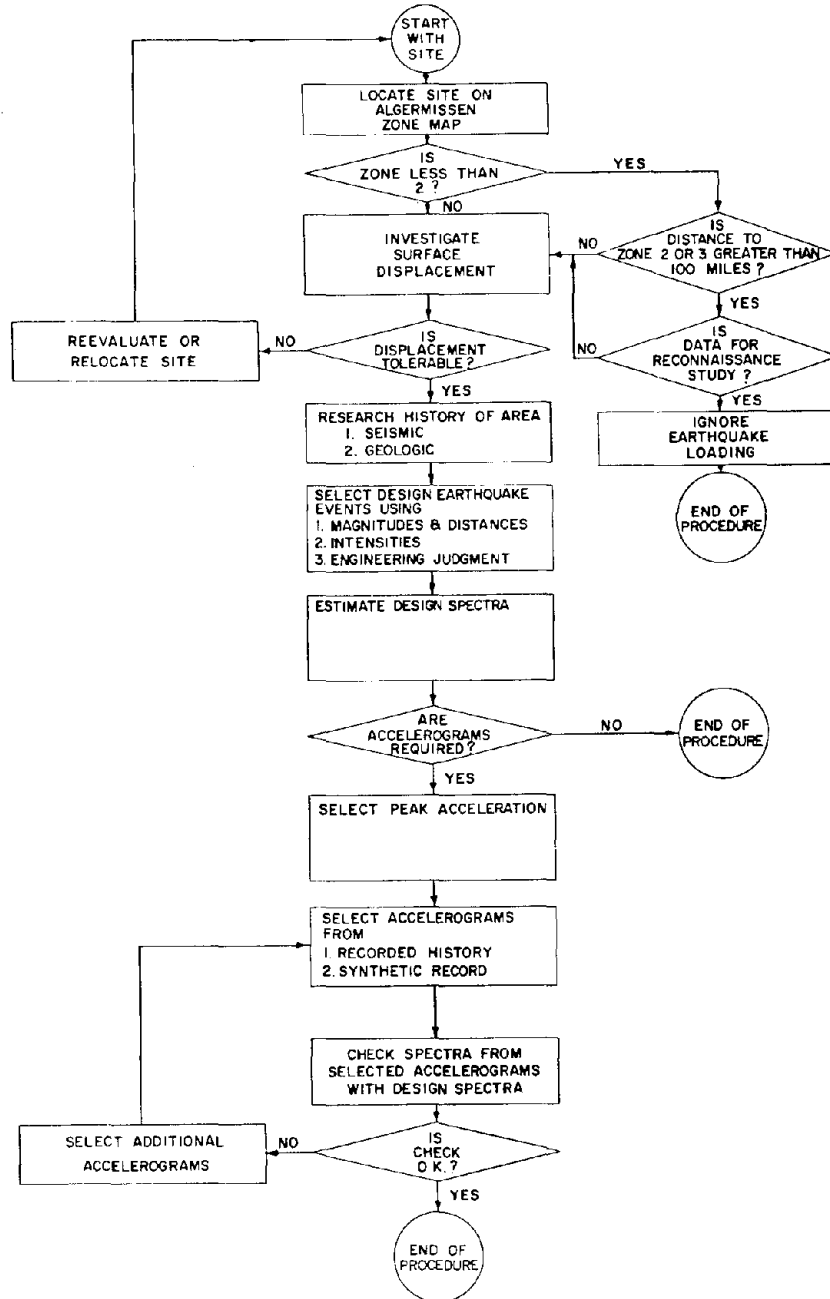 START
WITH
SITE
LOCATE SITE ON
ALGERMISSEN
ZONE MAP
IS
ZONE LESS THAN
2 ?
YES
NO
INVESTIGATE
SURFACE
DISPLACEMENT
NO
IS
DISTANCE TO
ZONE 2 OR 3 GREATER THAN
100 MILES ?
YES
REEVALUATE OR
RELOCATE SITE
NO
IS
DISPLACEMENT
TOLERABLE ?
YES
NO
IS
DATA FOR
RECONNAISSANCE
STUDY ?
YES
RESEARCH HISTORY OF AREA
1. SEISMIC
2. GEOLOGIC
IGNORE
EARTHQUAKE
LOADING
SELECT DESIGN EARTHQUAKE
EVENTS USING
1. MAGNITUDES & DISTANCES
2. INTENSITIES
3. ENGINEERING JUDGMENT
END OF
PROCEDURE
ESTIMATE DESIGN SPECTRA
ARE
ACCELEROGRAMS
REQUIRED ?
NO
END OF
PROCEDURE
YES
SELECT PEAK ACCELERATION
SELECT ACCELEROGRAMS
FROM
1. RECORDED HISTORY
2. SYNTHETIC RECORD
CHECK SPECTRA FROM
SELECTED ACCELEROGRAMS
WITH DESIGN SPECTRA
SELECT ADDITIONAL
ACCELEROGRAMS
NO
IS
CHECK
O K. ?
YES
END OF
PROCEDURE